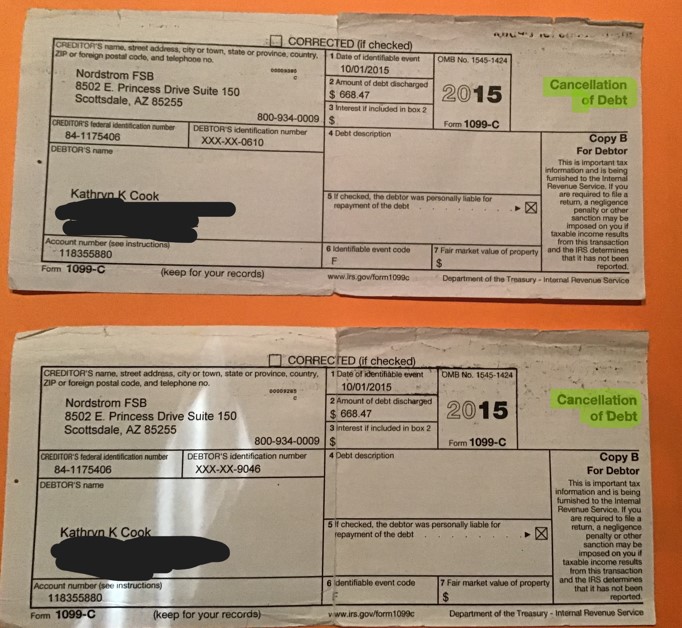 CORRECTED (if checked)
CREDITOR'S name, street address, city or town, state or province, country,
ZIP or foreign postal code, and telephone no.
Nordstrom FSB
8502 E. Princess Drive Suite 150
Scottsdale, AZ 85255
800-934-0009
1 Date of identifiable event
10/01/2015
2 Amount of debt discharged
$ 668.47
3 Interest if included in box 2
$
OMB No. 1545-1424
2015
Form 1099-C
Cancellation
of Debt
CREDITOR'S federal identification number
84-1175406
DEBTOR'S identification number
XXX-XX-0610
4 Debt description
Copy B
For Debtor
This is important tax
information and is being
furnished to the Internal
Revenue Service. If you
are required to file a
return, a negligence
penalty or other
sanction may be
imposed on you if
taxable income results
from this transaction
and the IRS determines
that it has not been
reported.
DEBTOR'S name
Kathryn K Cook
5 If checked, the debtor was personally liable for
repayment of the debt
Account number (see instructions)
118355880
6 Identifiable event code
F
7 Fair market value of property
$
Form 1099-C
(keep for your records)
www.irs.gov/form1099c
Department of the Treasury - Internal Revenue Service
CORRECTED (if checked)
CREDITOR'S name, street address, city or town, state or province, country,
ZIP or foreign postal code, and telephone no.
Nordstrom FSB
8502 E. Princess Drive Suite 150
Scottsdale, AZ 85255
800-934-0009
1 Date of identifiable event
10/01/2015
2 Amount of debt discharged
$ 668.47
3 Interest if included in box 2
$
OMB No. 1545-1424
2015
Form 1099-C
Cancellation
of Debt
CREDITOR'S federal identification number
84-1175406
DEBTOR'S identification number
XXX-XX-9046
4 Debt description
Copy B
For Debtor
This is important tax
information and is being
furnished to the Internal
Revenue Service. If you
are required to file a
return, a negligence
penalty or other
sanction may be
imposed on you if
taxable income results
from this transaction
and the IRS determines
that it has not been
reported.
DEBTOR'S name
Kathryn K Cook
5 If checked, the debtor was personally liable for
repayment of the debt
Account number (see instructions)
118355880
6 Identifiable event code
F
7 Fair market value of property
$
Form 1099-C
(keep for your records)
www.irs.gov/form1099c
Department of the Treasury - Internal Revenue Service